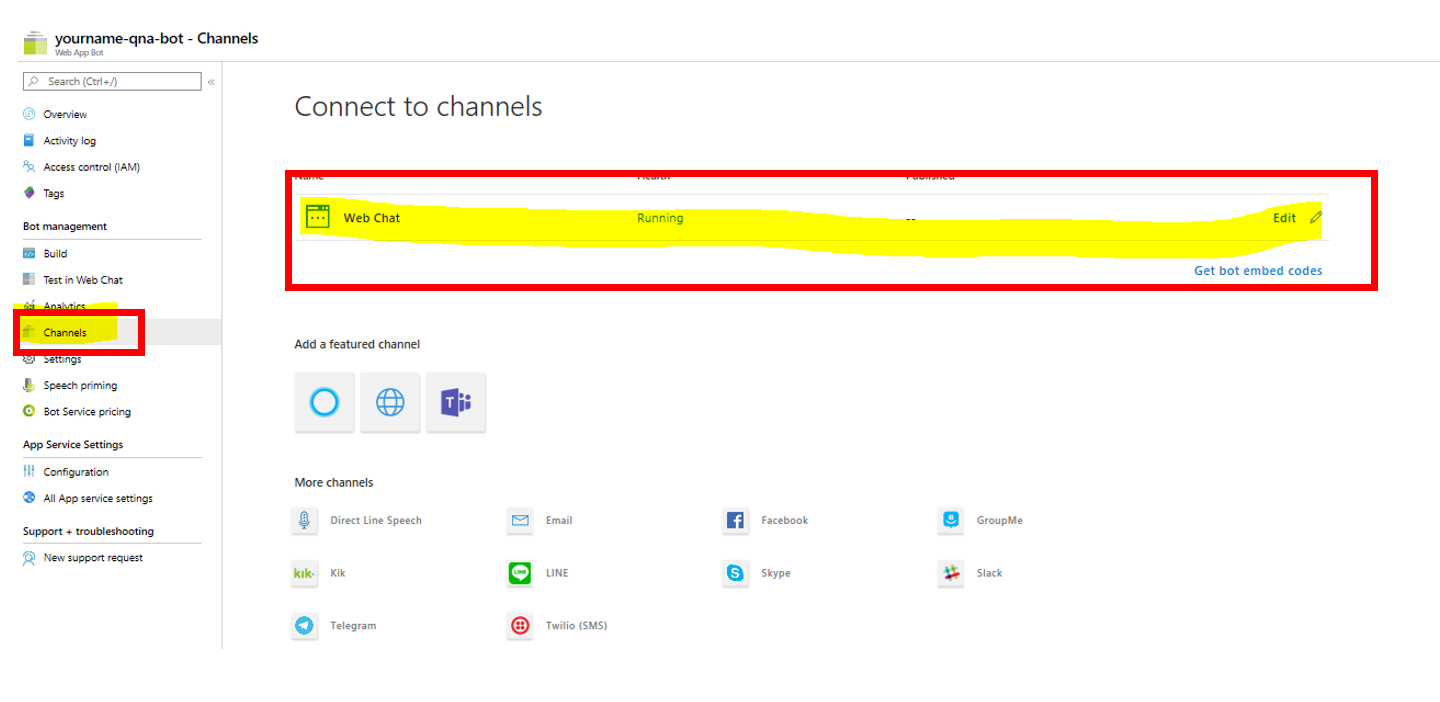 yourname-qna-bot - Channels
Web App Bot
Search (Ctrl+/)
«
Overview
Activity log
Access control (IAM)
Tags
Bot management
Build
Test in Web Chat
Analytics
Channels
Settings
Speech priming
Bot Service pricing
App Service Settings
Configuration
All App service settings
Support + troubleshooting
New support request
Connect to channels
Name Health Published
Web Chat Running -- Edit
Get bot embed codes
Add a featured channel
T
More channels
Direct Line Speech Email Facebook GroupMe
kik· Kik LINE LINE Skype Slack
Telegram Twilio (SMS)